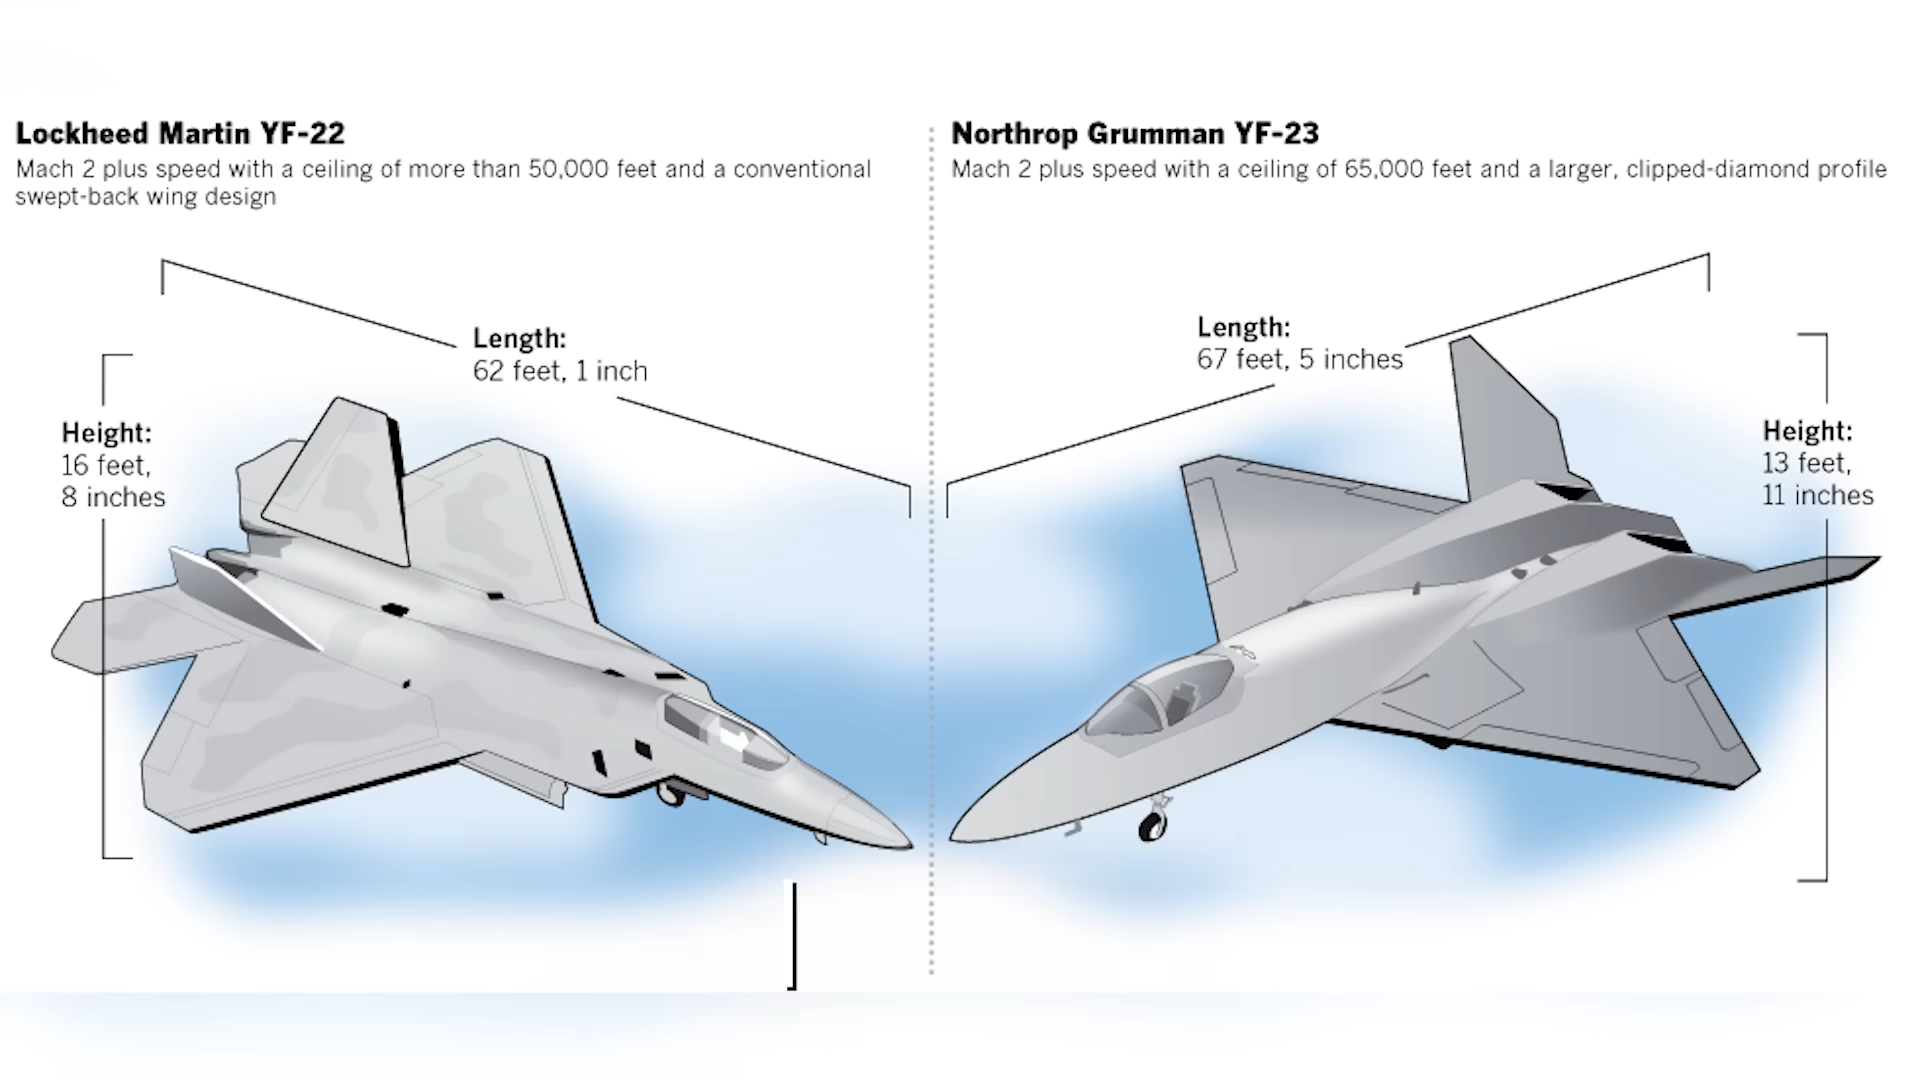 Lockheed Martin YF-22
Mach 2 plus speed with a ceiling of more than 50,000 feet and a conventional
swept-back wing design
Length:
62 feet, 1 inch
Height:
16 feet,
8 inches
Northrop Grumman YF-23
Mach 2 plus speed with a ceiling of 65,000 feet and a larger, clipped-diamond profile
Length:
67 feet, 5 inches
Height:
13 feet,
11 inches